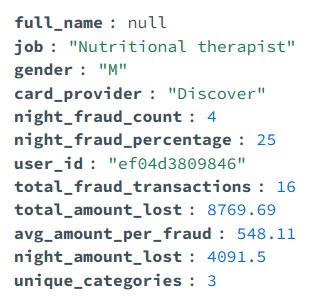 full_name : null
job : "Nutritional therapist"
gender : "M"
card_provider : "Discover"
night_fraud_count : 4
night_fraud_percentage : 25
user_id : "ef04d3809846"
total_fraud_transactions : 16
total_amount_lost : 8769.69
avg_amount_per_fraud : 548.11
night_amount_lost : 4091.5
unique_categories : 3